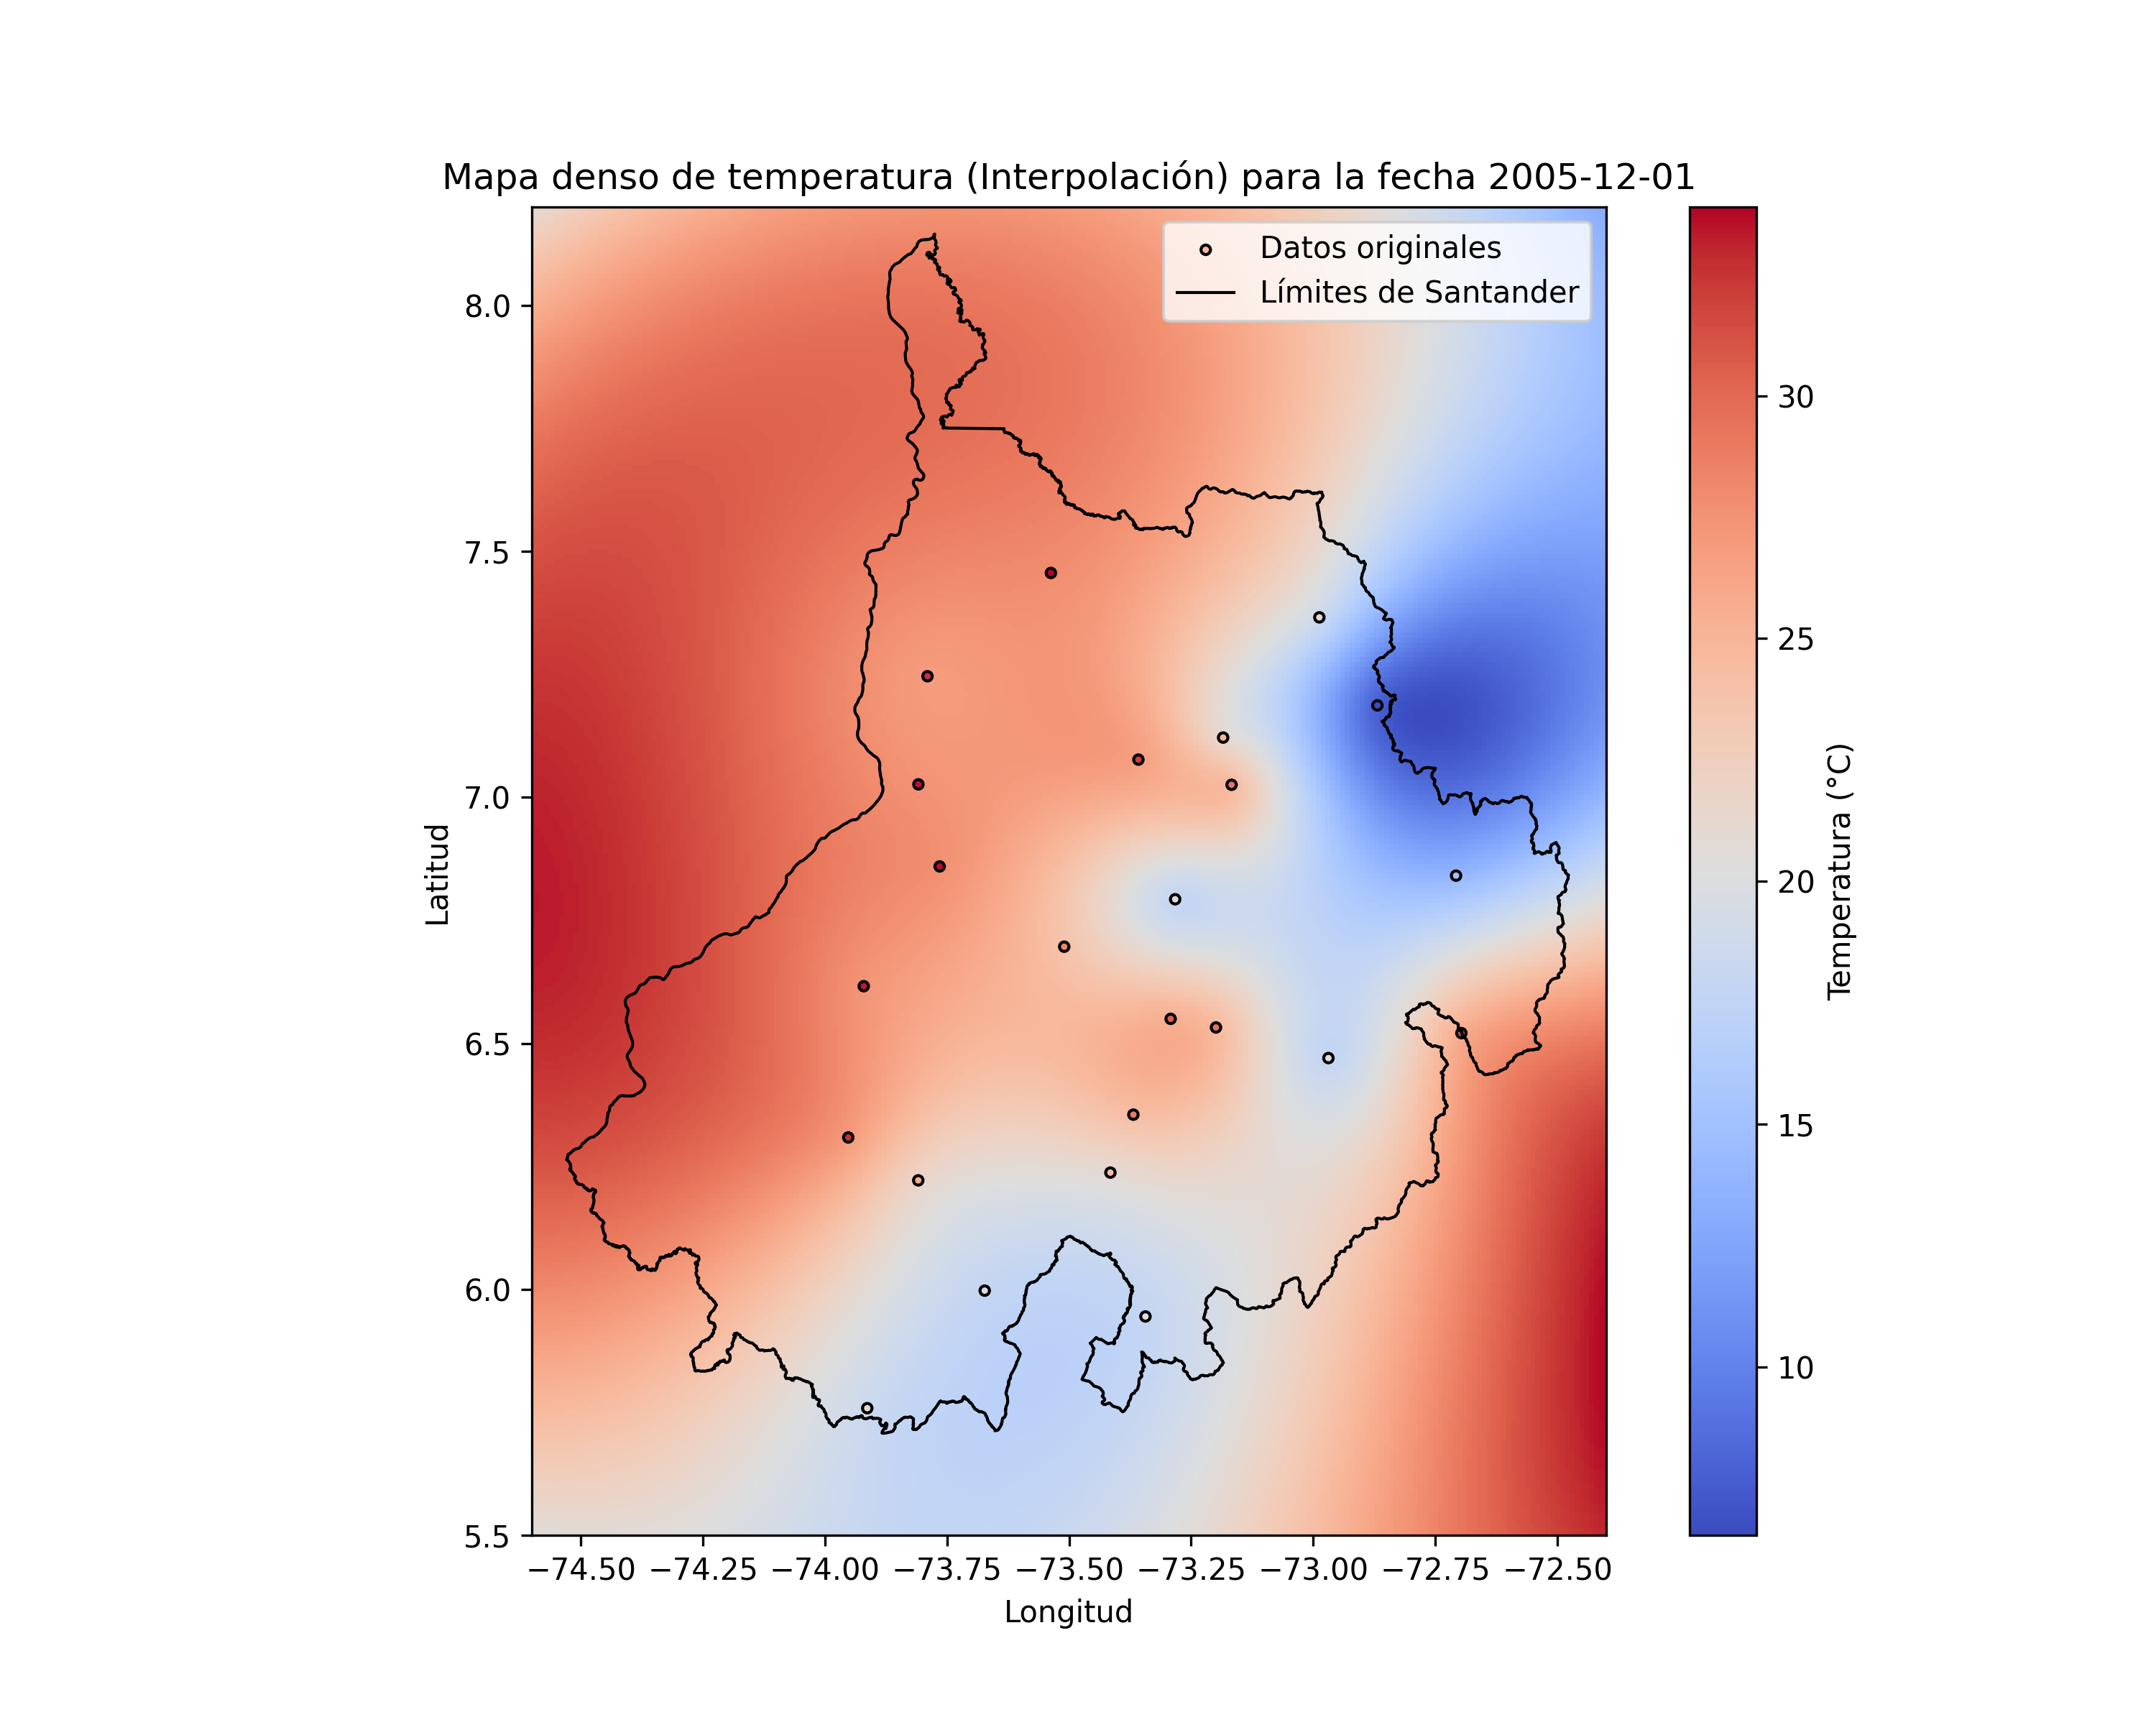 Mapa denso de temperatura (Interpolación) para la fecha 2005-12-01
Datos originales
Límites de Santander
8.0
7.5
7.0
6.5
6.0
5.5
Latitud
−74.50 −74.25 −74.00 −73.75 −73.50 −73.25 −73.00 −72.75 −72.50
Longitud
30
25
20
15
10
Temperatura (°C)